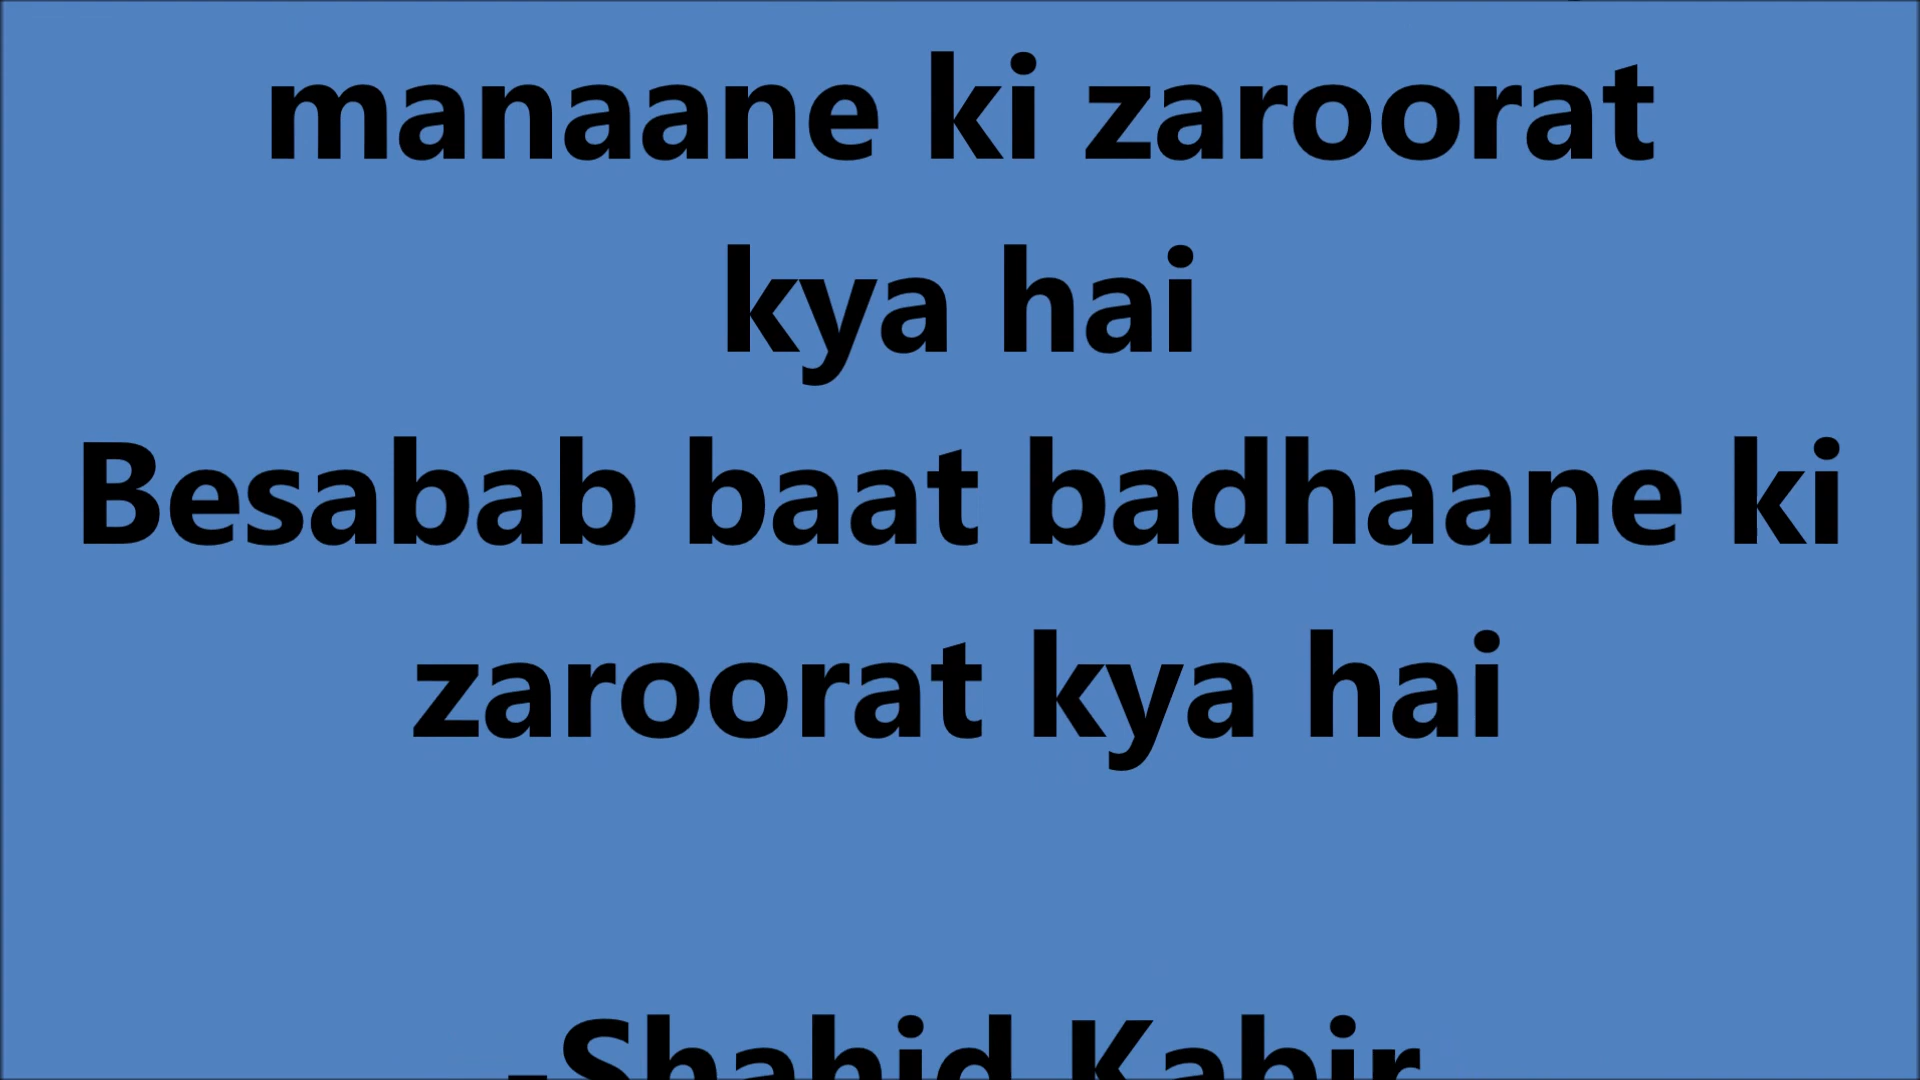 manaane ki zaroorat
kya hai
Besabab baat badhaane ki
zaroorat kya hai
-Shahid Kabir